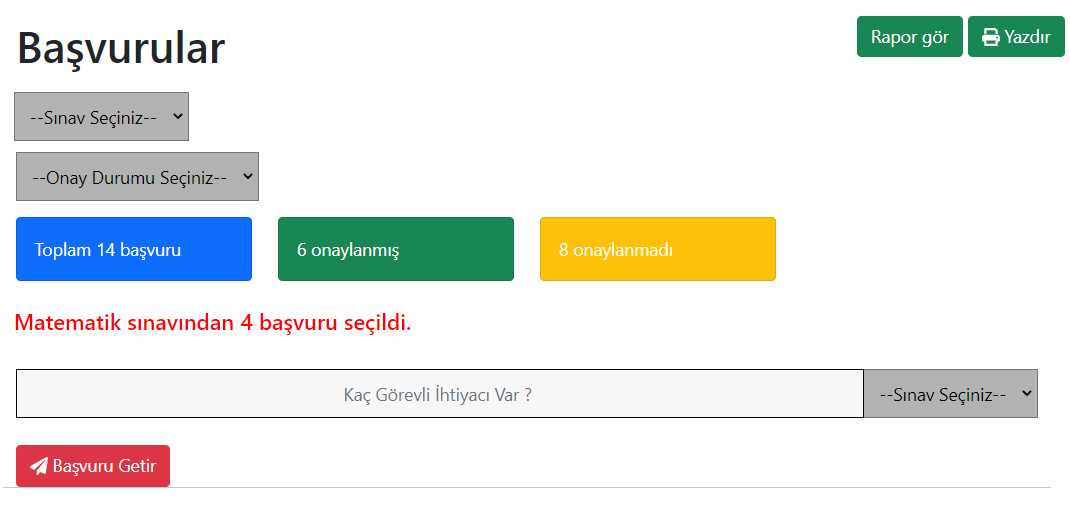 Başvurular
Rapor gör
Yazdır
--Sınav Seçiniz--
--Onay Durumu Seçiniz--
Toplam 14 başvuru
6 onaylanmış
8 onaylanmadı
Matematik sınavından 4 başvuru seçildi.
Kaç Görevli İhtiyacı Var ?
--Sınav Seçiniz--
Başvuru Getir